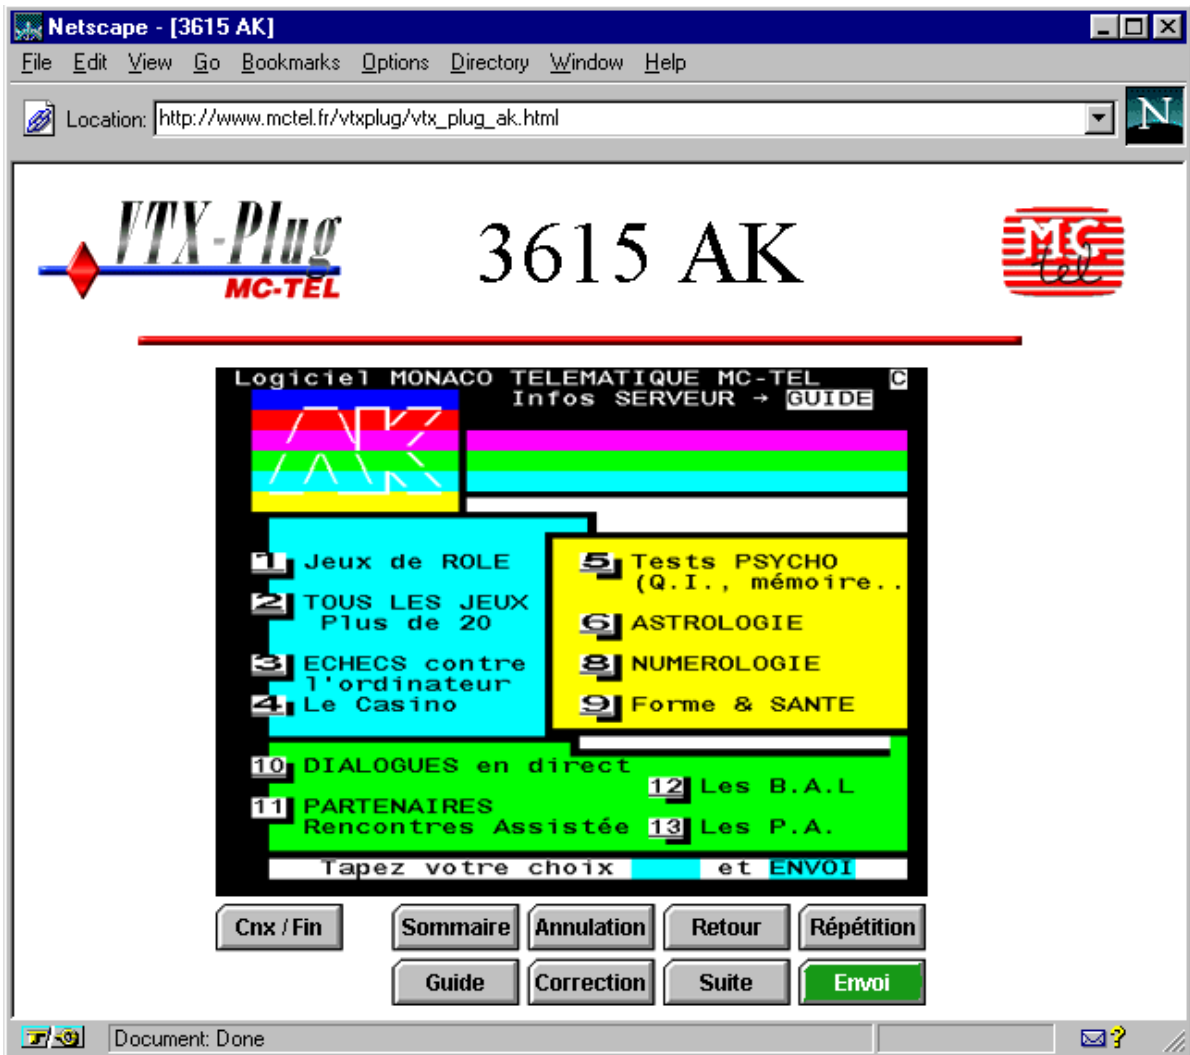 Netscape - [3615 AK]
File Edit View Go Bookmarks Options Directory Window Help
Location: http://www.mctel.fr/vtxplug/vtx_plug_ak.html
N
VTX-Plug
MC-TEL
3615 AK
MC tel
Logiciel MONACO TELEMATIQUE MC-TEL C
Infos SERVEUR → GUIDE
AK
1 Jeux de ROLE
2 TOUS LES JEUX
Plus de 20
3 ECHECS contre
l'ordinateur
4 Le Casino
5 Tests PSYCHO
(Q.I., mémoire..
6 ASTROLOGIE
8 NUMEROLOGIE
9 Forme & SANTE
10 DIALOGUES en direct
11 PARTENAIRES
Rencontres Assistée
12 Les B.A.L
13 Les P.A.
Tapez votre choix et ENVOI
Cnx / Fin Sommaire Annulation Retour Répétition
Guide Correction Suite Envoi
Document: Done